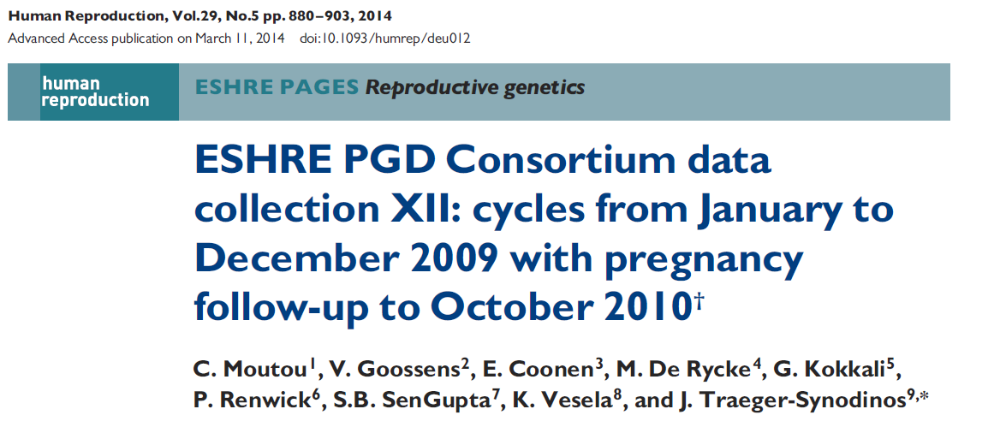 Human Reproduction, Vol.29, No.5 pp. 880–903, 2014
Advanced Access publication on March 11, 2014 doi:10.1093/humrep/deu012
human
reproduction
ESHRE PAGES Reproductive genetics
ESHRE PGD Consortium data
collection XII: cycles from January to
December 2009 with pregnancy
follow-up to October 2010†
C. Moutou1, V. Goossens2, E. Coonen3, M. De Rycke4, G. Kokkali5,
P. Renwick6, S.B. SenGupta7, K. Vesela8, and J. Traeger-Synodinos9,*